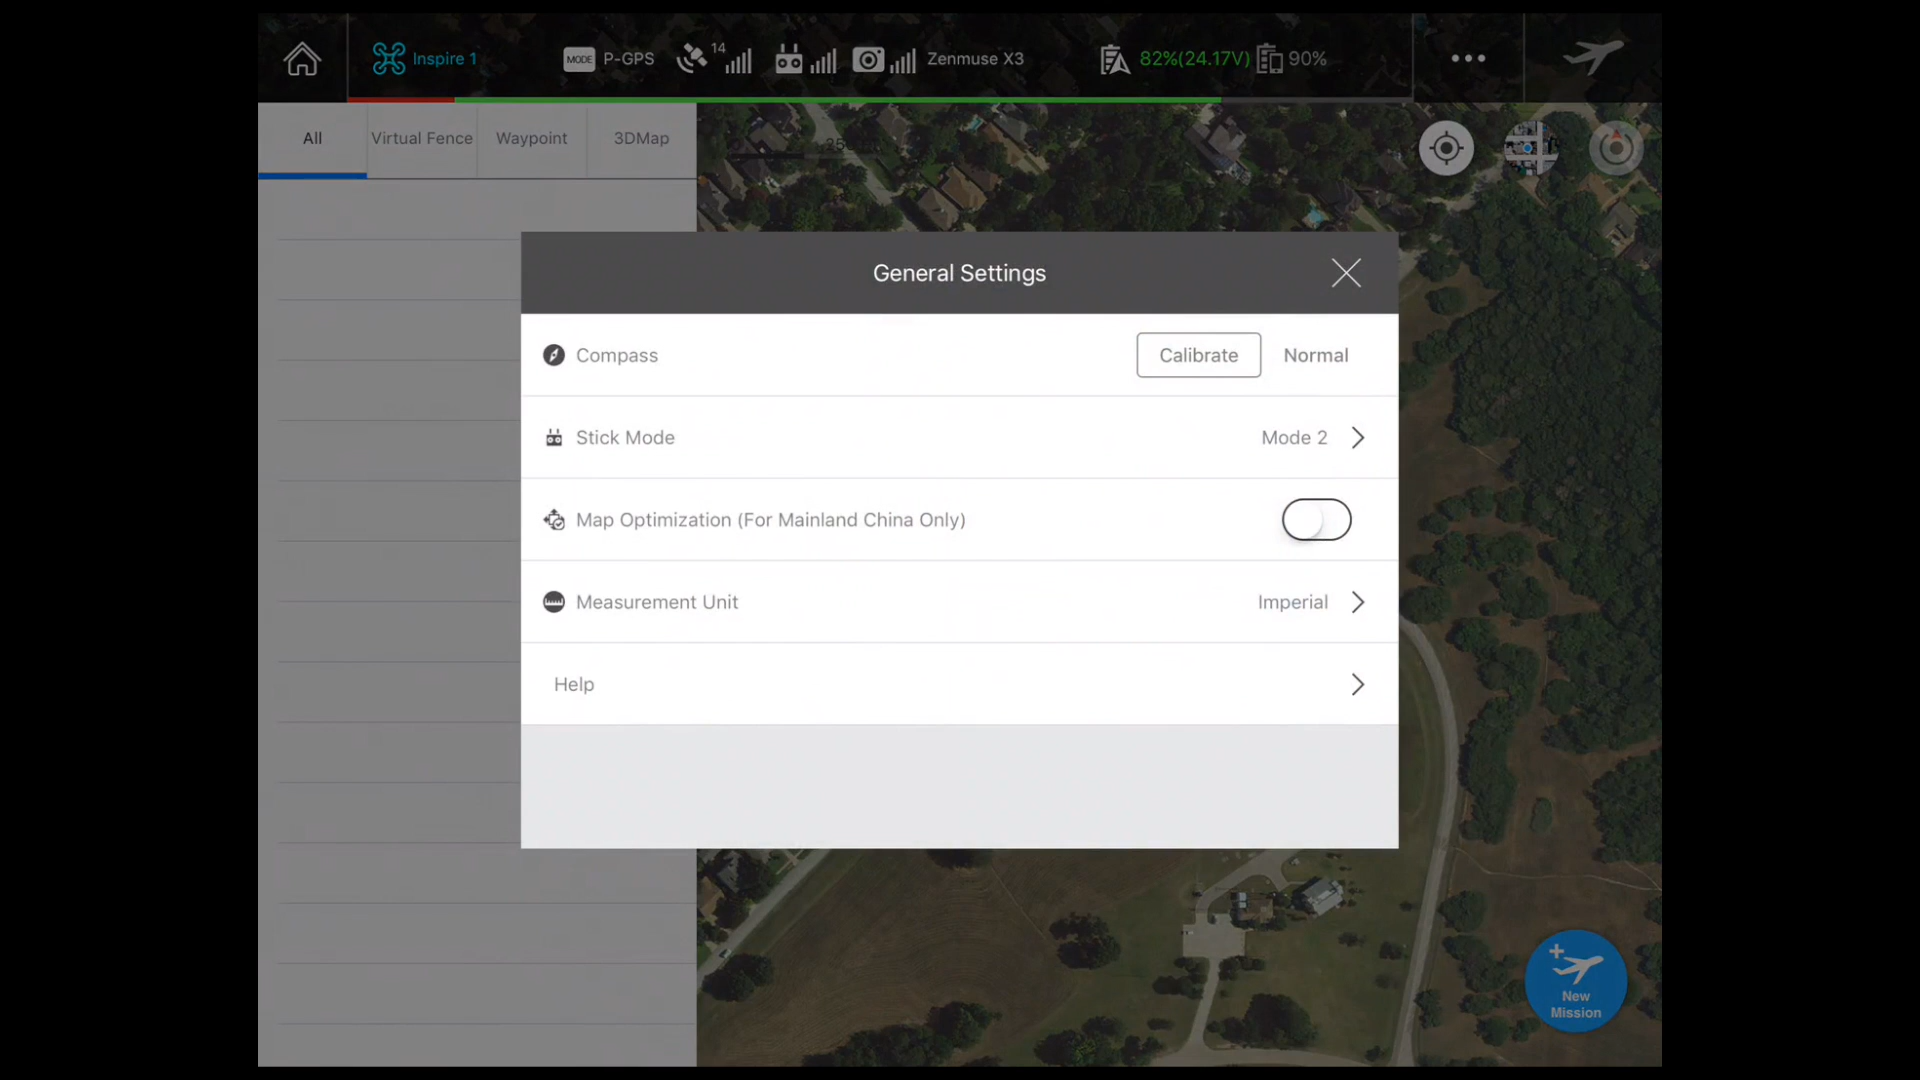 Inspire 1
MODE P-GPS
14
Zenmuse X3
82%(24.17V)
90%
All
Virtual Fence
Waypoint
3DMap
General Settings
Compass
Calibrate
Normal
Stick Mode
Mode 2
Map Optimization (For Mainland China Only)
Measurement Unit
Imperial
Help
New
Mission